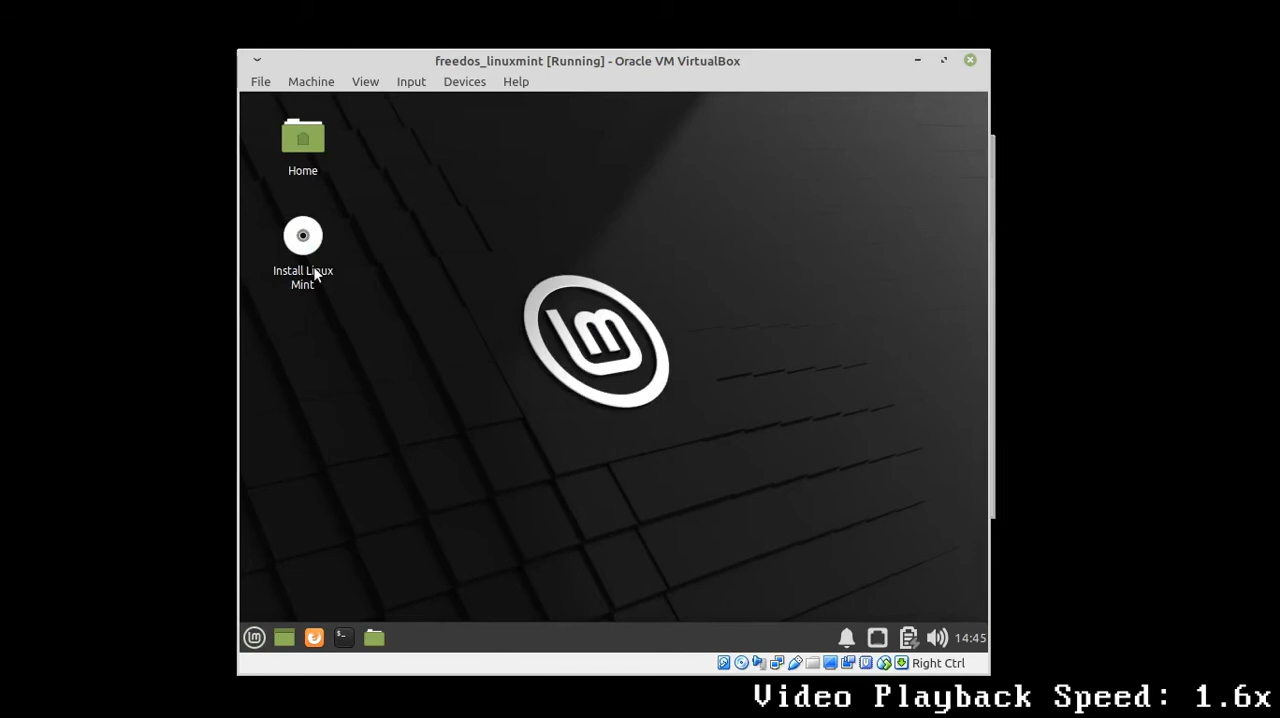 freedos_linuxmint [Running] - Oracle VM VirtualBox
File Machine View Input Devices Help
Home
Install Linux
Mint
14:45
Right Ctrl
Video Playback Speed: 1.6x